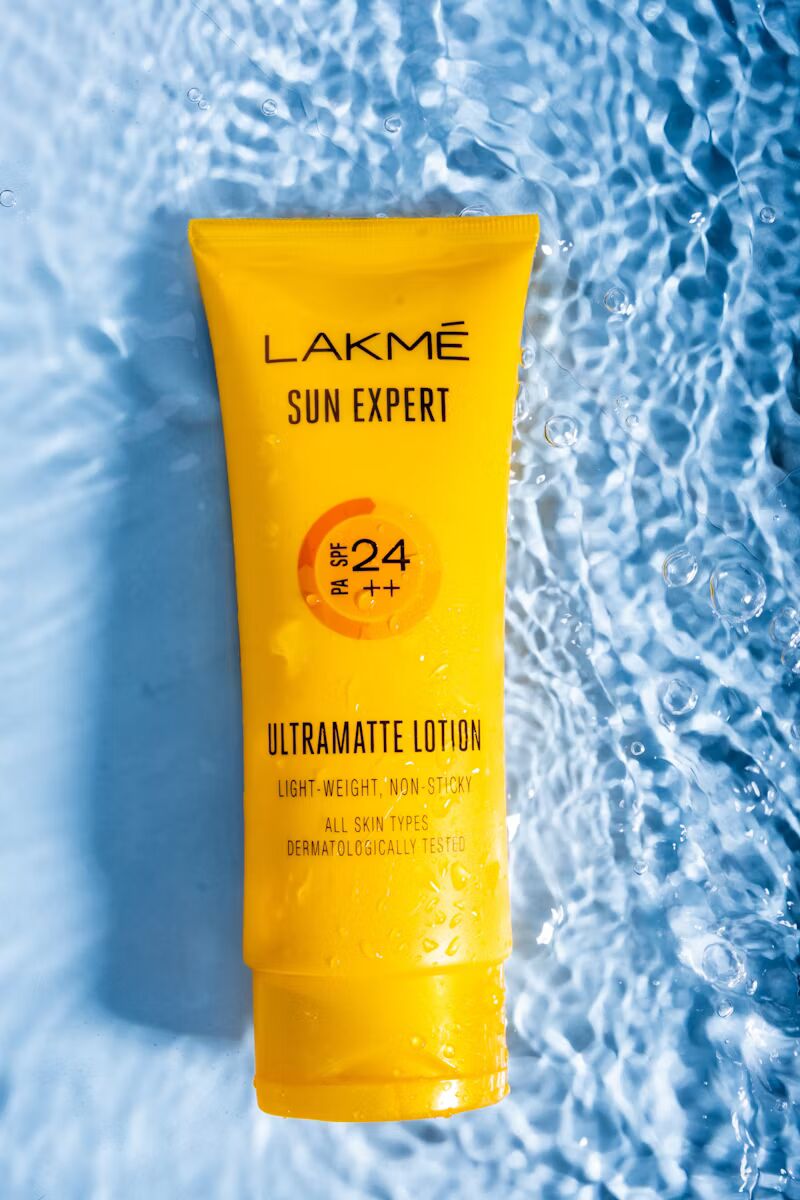 LAKMÉ
SUN EXPERT
SPF 24
PA ++
ULTRAMATTE LOTION
LIGHT-WEIGHT, NON-STICKY
ALL SKIN TYPES
DERMATOLOGICALLY TESTED